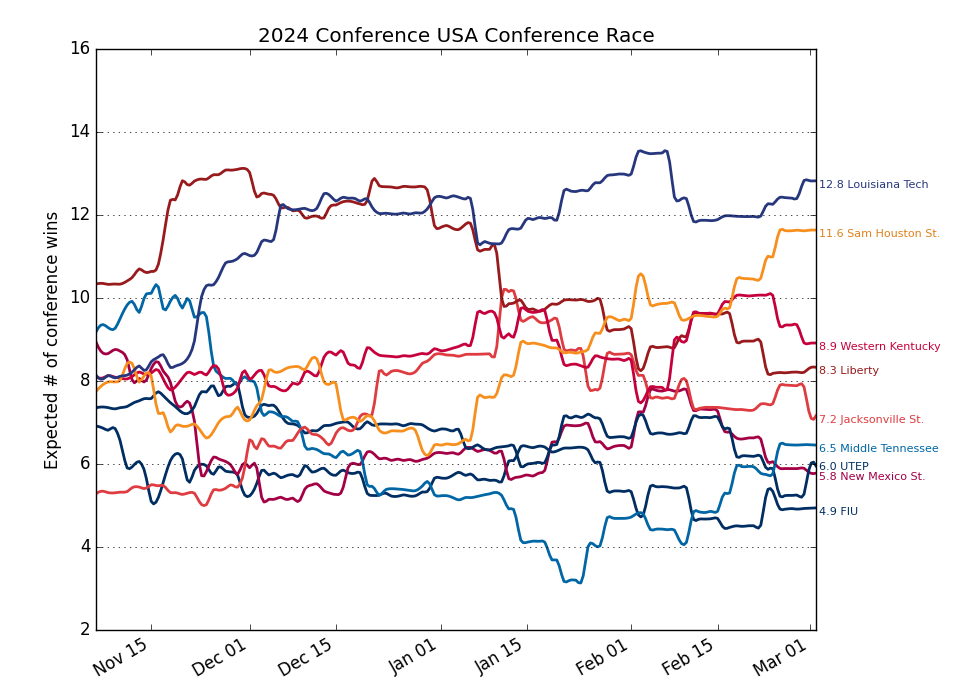 2024 Conference USA Conference Race
Expected # of conference wins
16
14
12
10
8
6
4
2
12.8 Louisiana Tech
11.6 Sam Houston St.
8.9 Western Kentucky
8.3 Liberty
7.2 Jacksonville St.
6.5 Middle Tennessee
6.0 UTEP
5.8 New Mexico St.
4.9 FIU
Nov 15
Dec 01
Dec 15
Jan 01
Jan 15
Feb 01
Feb 15
Mar 01